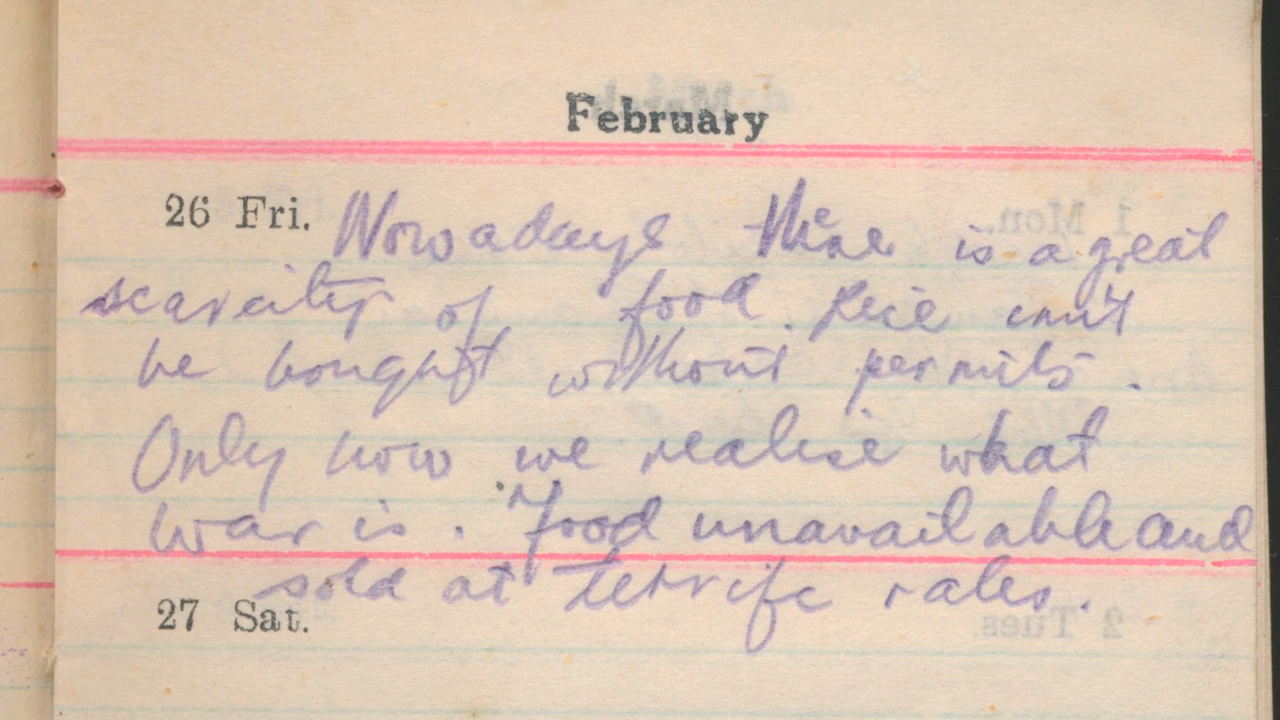 February
26 Fri. Nowadays there is a great
scarcity of food. Rice can't
be bought without permits.
Only now we realise what
war is. Food unavailable and
sold at terrific rates.
27 Sat.